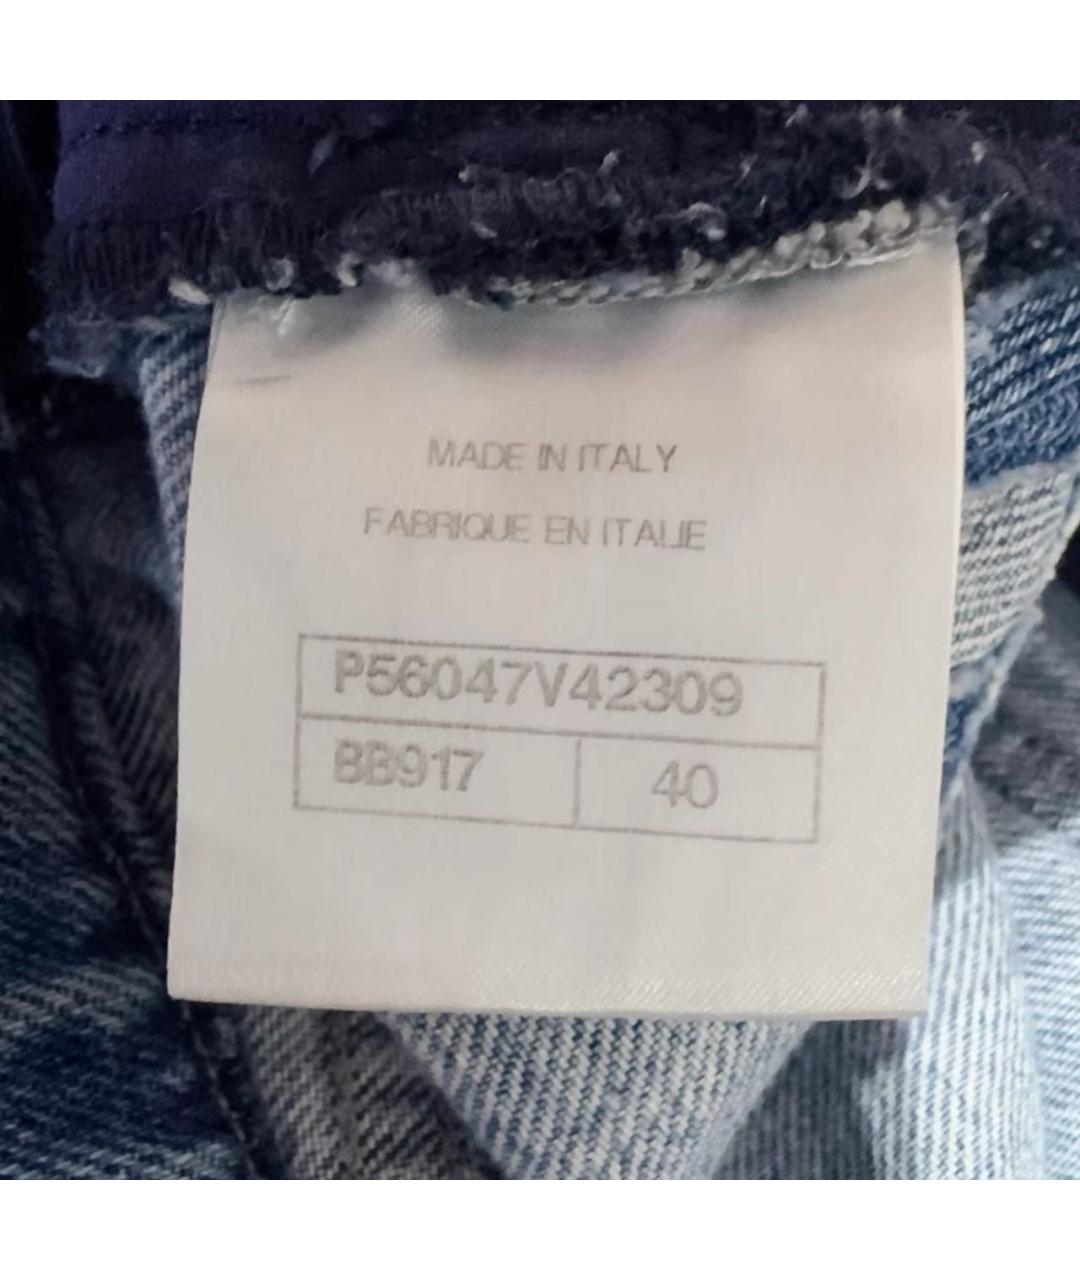 MADE IN ITALY
FABRIQUE EN ITALIE
P56047V42309
BB917 40